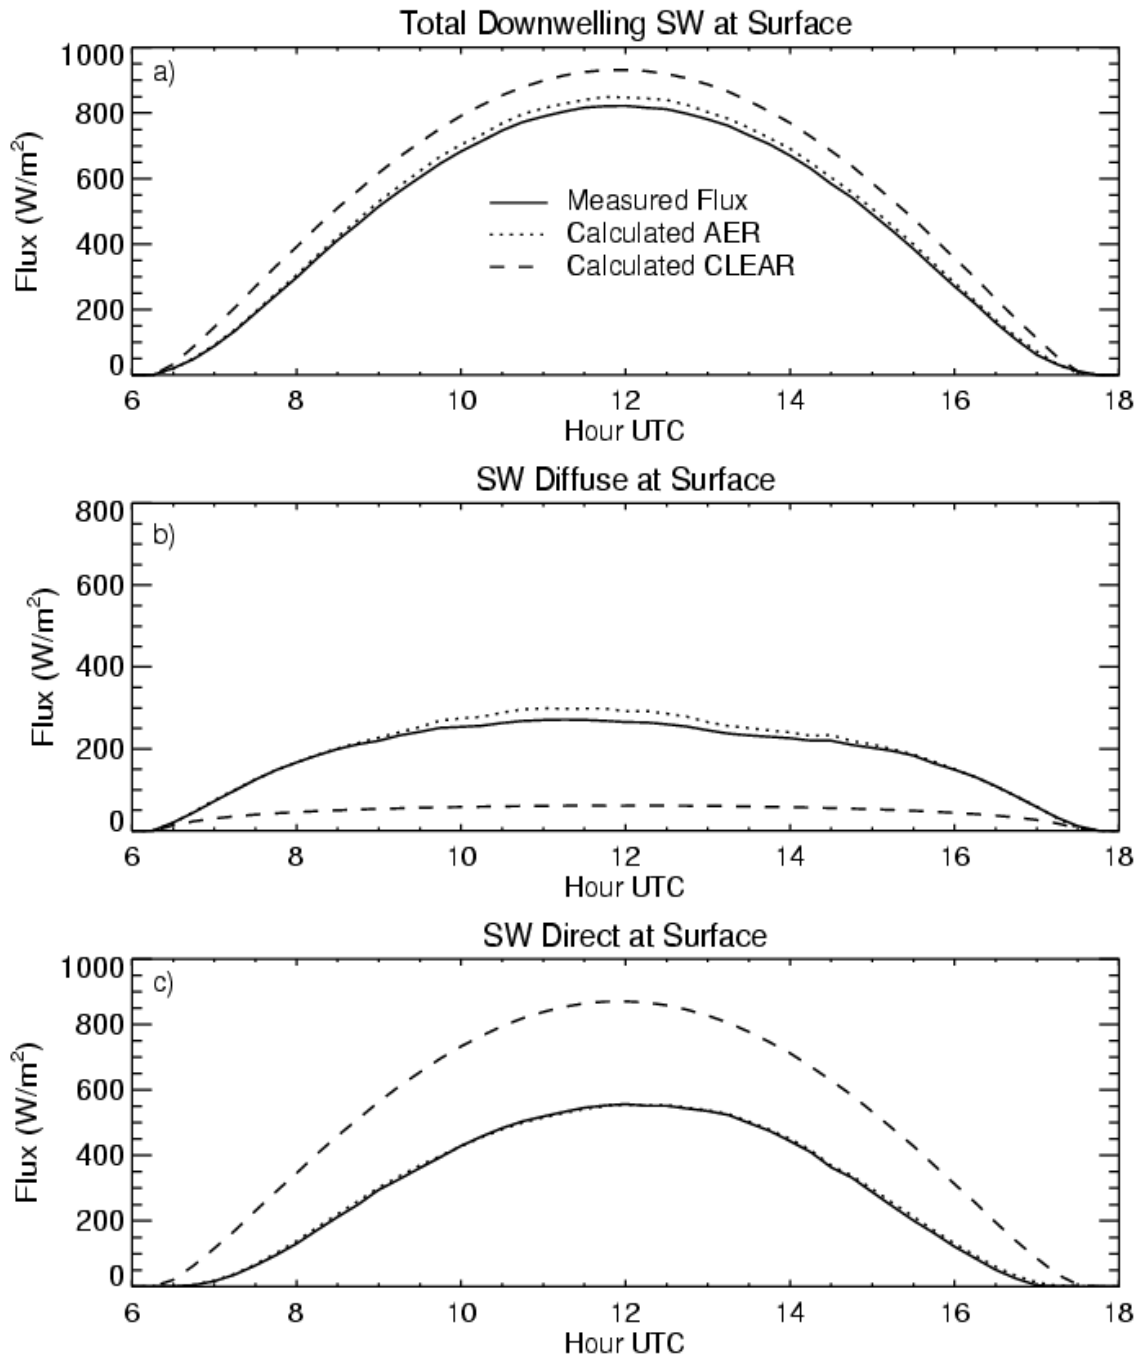 Total Downwelling SW at Surface
a)
1000
800
600
400
200
0
Flux (W/m²)
Measured Flux
Calculated AER
Calculated CLEAR
6 8 10 12 14 16 18
Hour UTC
SW Diffuse at Surface
b)
800
600
400
200
0
Flux (W/m²)
6 8 10 12 14 16 18
Hour UTC
SW Direct at Surface
c)
1000
800
600
400
200
0
Flux (W/m²)
6 8 10 12 14 16 18
Hour UTC